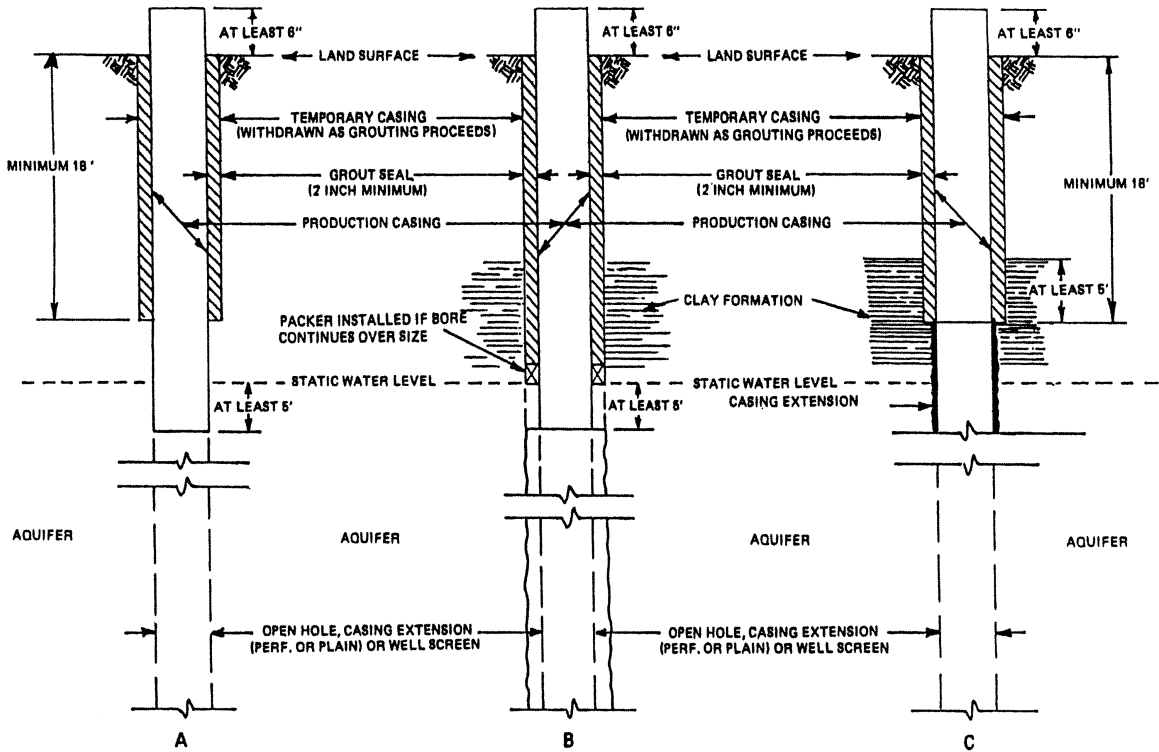 AT LEAST 6"
AT LEAST 6"
AT LEAST 6"
LAND SURFACE
LAND SURFACE
TEMPORARY CASING
(WITHDRAWN AS GROUTING PROCEEDS)
TEMPORARY CASING
(WITHDRAWN AS GROUTING PROCEEDS)
MINIMUM 18'
GROUT SEAL
(2 INCH MINIMUM)
GROUT SEAL
(2 INCH MINIMUM)
MINIMUM 18'
PRODUCTION CASING
PRODUCTION CASING
AT LEAST 5'
CLAY FORMATION
PACKER INSTALLED IF BORE
CONTINUES OVER SIZE
STATIC WATER LEVEL
STATIC WATER LEVEL
CASING EXTENSION
AT LEAST 5'
AT LEAST 5'
AQUIFER
AQUIFER
AQUIFER
AQUIFER
OPEN HOLE, CASING EXTENSION
(PERF. OR PLAIN) OR WELL SCREEN
OPEN HOLE, CASING EXTENSION
(PERF. OR PLAIN) OR WELL SCREEN
A
B
C